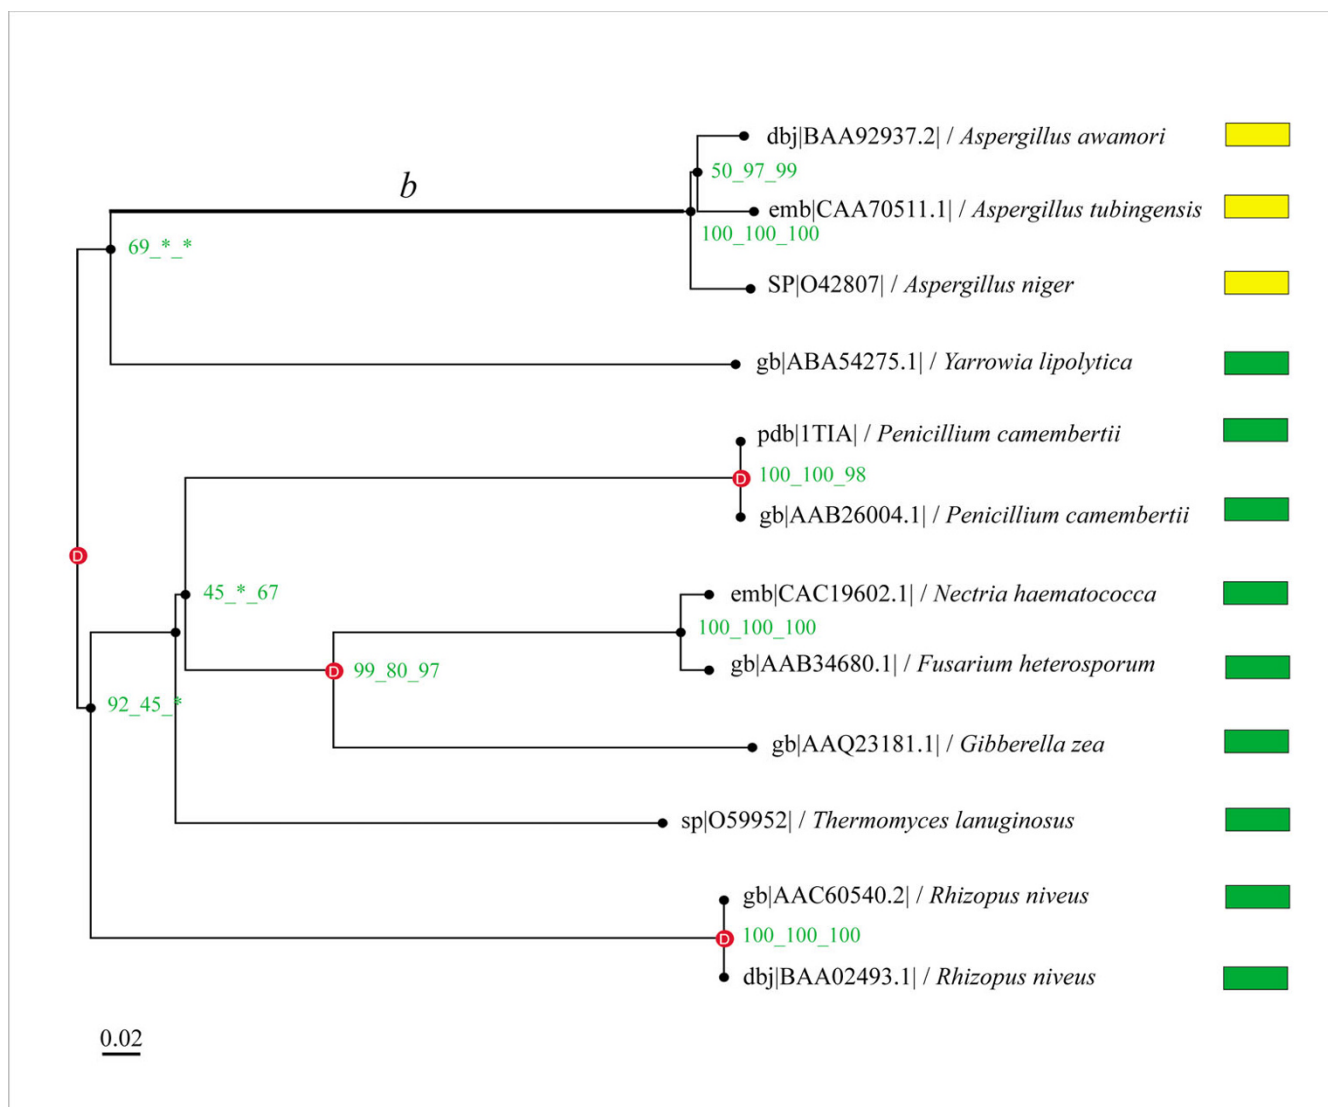 dbj|BAA92937.2| / Aspergillus awamori
50_97_99
b
emb|CAA70511.1| / Aspergillus tubingensis
100_100_100
69_*_*
SP|O42807| / Aspergillus niger
gb|ABA54275.1| / Yarrowia lipolytica
pdb|1TIA| / Penicillium camembertii
D 100_100_98
gb|AAB26004.1| / Penicillium camembertii
D
45_*_67
emb|CAC19602.1| / Nectria haematococca
100_100_100
gb|AAB34680.1| / Fusarium heterosporum
D 99_80_97
92_45_*
gb|AAQ23181.1| / Gibberella zea
sp|O59952| / Thermomyces lanuginosus
gb|AAC60540.2| / Rhizopus niveus
D 100_100_100
dbj|BAA02493.1| / Rhizopus niveus
0.02